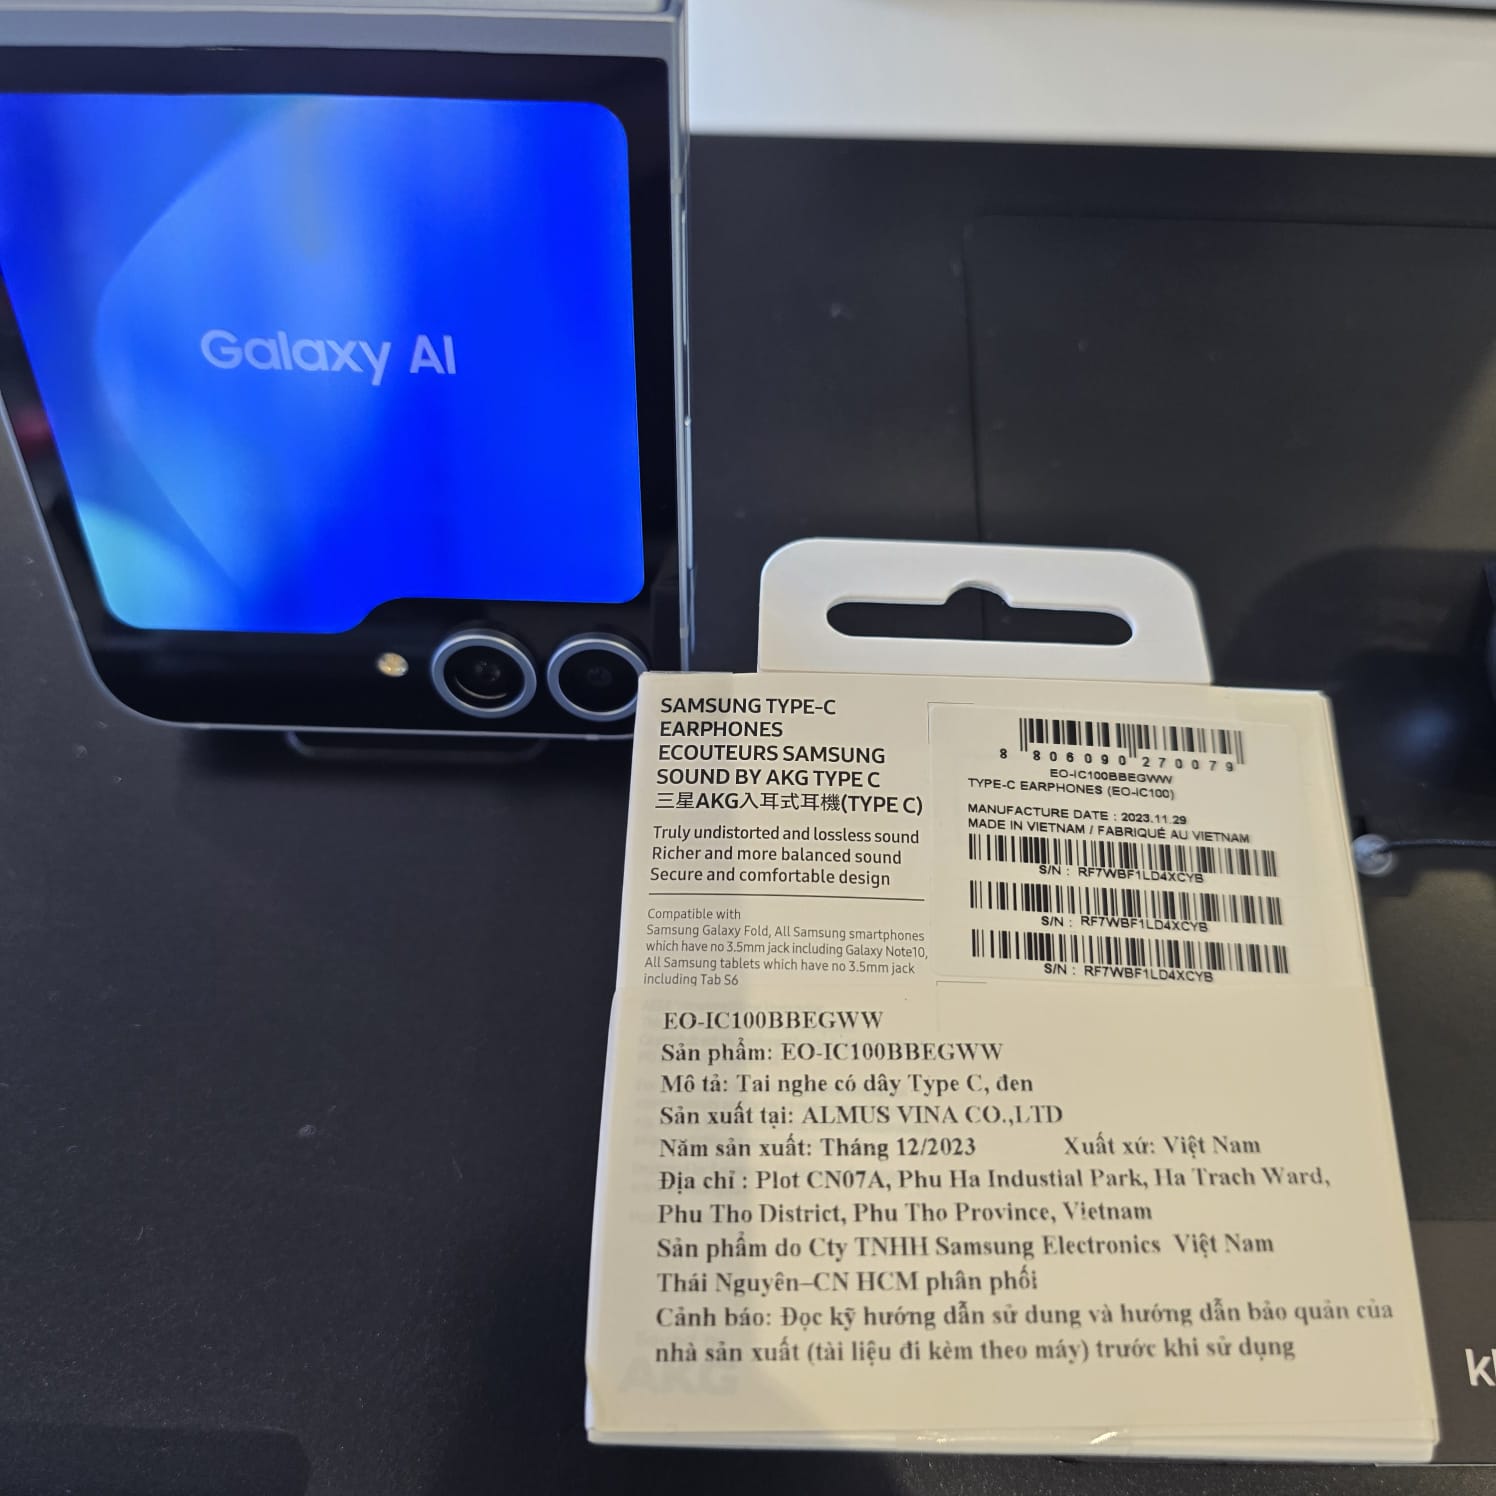 Galaxy AI
SAMSUNG TYPE-C
EARPHONES
ECOUTEURS SAMSUNG
SOUND BY AKG TYPE C
三星AKG入耳式耳機(TYPE C)
Truly undistorted and lossless sound
Richer and more balanced sound
Secure and comfortable design
Compatible with
Samsung Galaxy Fold, All Samsung smartphones
which have no 3.5mm jack including Galaxy Note10,
All Samsung tablets which have no 3.5mm jack
including Tab S6
8 806090 270079
EO-IC100BBEGWW
TYPE-C EARPHONES (EO-IC100)
MANUFACTURE DATE : 2023.11.29
MADE IN VIETNAM / FABRIQUÉ AU VIETNAM
S/N : RF7WBF1LD4XCYB
S/N : RF7WBF1LD4XCYB
S/N : RF7WBF1LD4XCYB
EO-IC100BBEGWW
Sản phẩm: EO-IC100BBEGWW
Mô tả: Tai nghe có dây Type C, đen
Sản xuất tại: ALMUS VINA CO.,LTD
Năm sản xuất: Tháng 12/2023 Xuất xứ: Việt Nam
Địa chỉ : Plot CN07A, Phu Ha Industial Park, Ha Trach Ward,
Phu Tho District, Phu Tho Province, Vietnam
Sản phẩm do Cty TNHH Samsung Electronics Việt Nam
Thái Nguyên–CN HCM phân phối
Cảnh báo: Đọc kỹ hướng dẫn sử dung và hướng dẫn bảo quản của
nhà sản xuất (tài liệu đi kèm theo máy) trước khi sử dụng
AKG